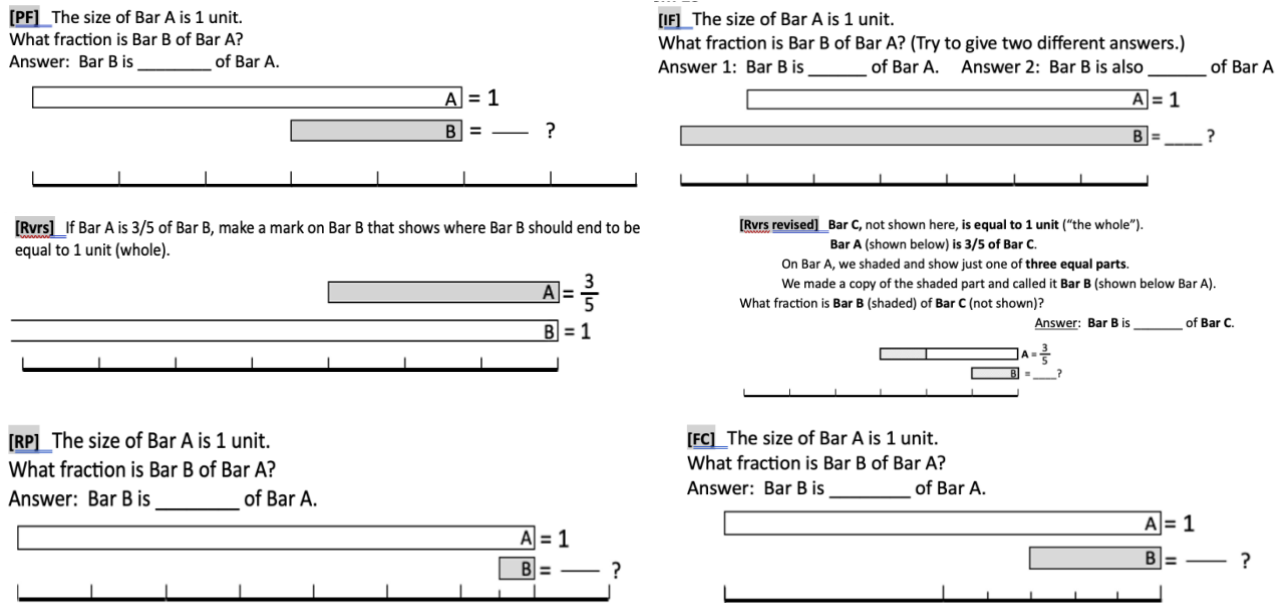 [PF] The size of Bar A is 1 unit.
What fraction is Bar B of Bar A?
Answer: Bar B is ________ of Bar A.
A = 1
B = ____ ?
[IF] The size of Bar A is 1 unit.
What fraction is Bar B of Bar A? (Try to give two different answers.)
Answer 1: Bar B is ______ of Bar A. Answer 2: Bar B is also ______ of Bar A
A = 1
B = ____ ?
[Rvrs] If Bar A is 3/5 of Bar B, make a mark on Bar B that shows where Bar B should end to be
equal to 1 unit (whole).
A = 3/5
B = 1
[Rvrs revised] Bar C, not shown here, is equal to 1 unit ("the whole").
Bar A (shown below) is 3/5 of Bar C.
On Bar A, we shaded and show just one of three equal parts.
We made a copy of the shaded part and called it Bar B (shown below Bar A).
What fraction is Bar B (shaded) of Bar C (not shown)?
Answer: Bar B is ________ of Bar C.
A = 3/5
B = ____?
[RP] The size of Bar A is 1 unit.
What fraction is Bar B of Bar A?
Answer: Bar B is ________ of Bar A.
A = 1
B = ____ ?
[FC] The size of Bar A is 1 unit.
What fraction is Bar B of Bar A?
Answer: Bar B is ________ of Bar A.
A = 1
B = ____ ?